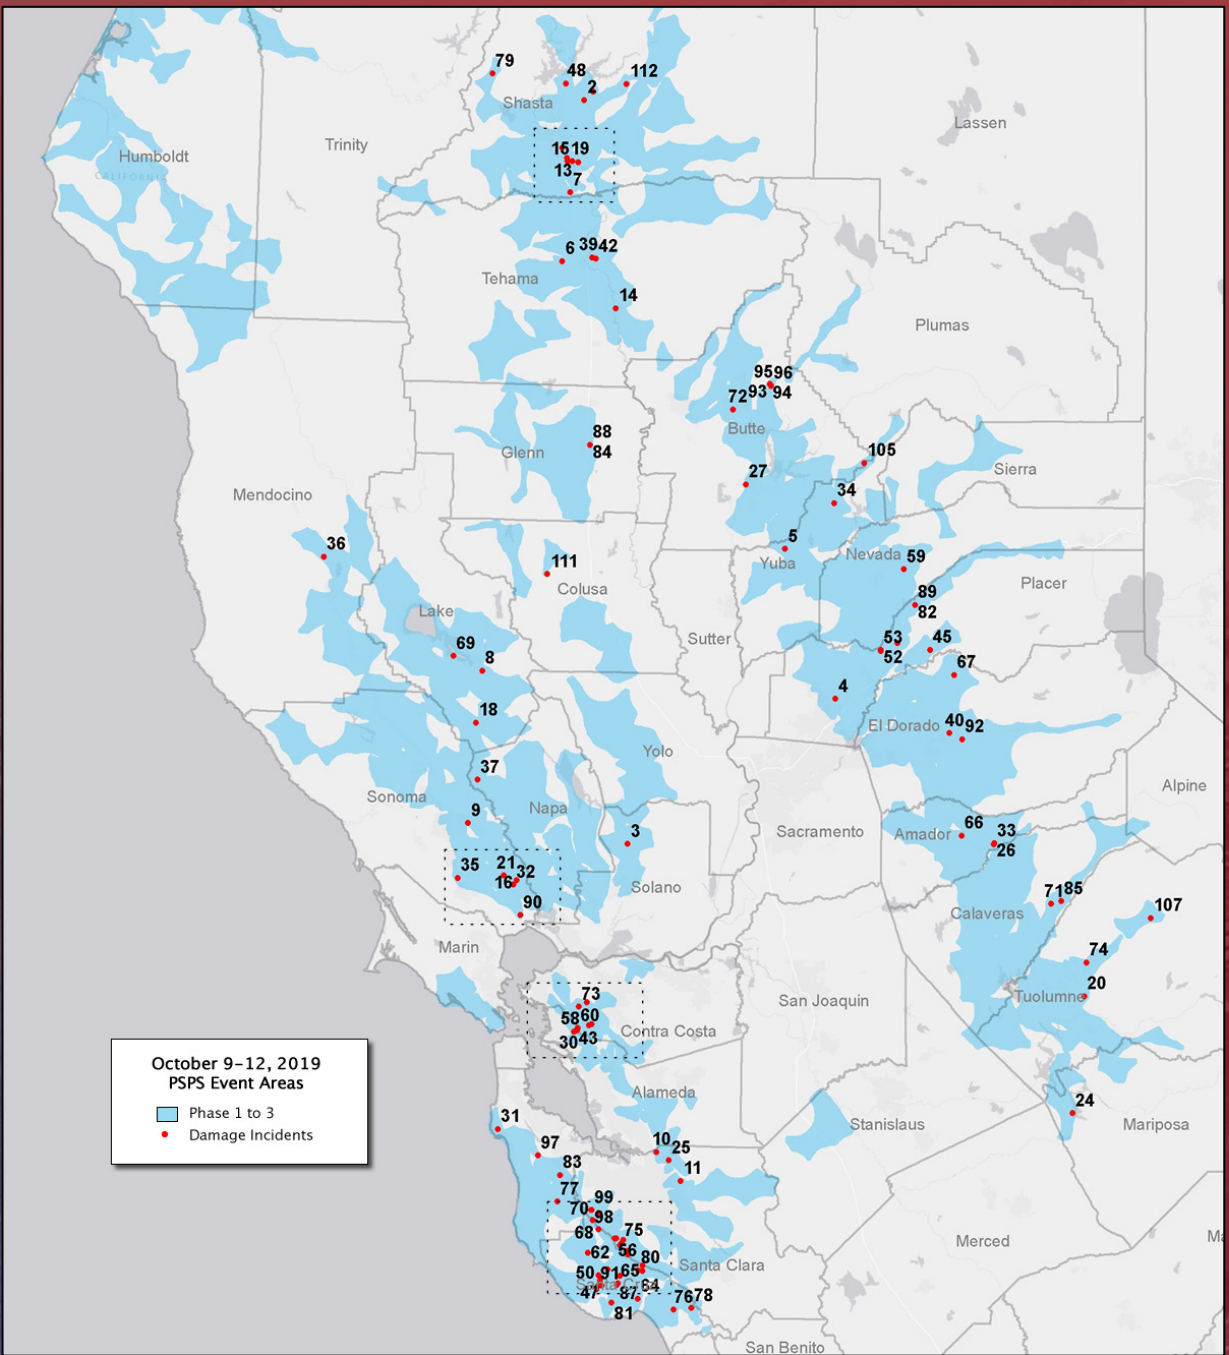 79
48
112
2
Shasta
Lassen
Trinity
15 19
13
7
Humboldt
CALIFORNIA
6 39 42
Tehama
14
Plumas
95 96
72 93 94
Butte
88
84
Glenn
105
Sierra
27
34
Mendocino
36
5
Nevada
59
Yuba
111
Colusa
Placer
89
82
Lake
Sutter
53
45
52
69
8
67
4
18
El Dorado 40 92
Yolo
37
Alpine
Sonoma
Napa
9
3
Sacramento
Amador
66
33
26
35
21
32
16
Solano
90
71 85
Calaveras
107
Marin
74
20
Tuolumne
73
San Joaquin
58 60
30 43
Contra Costa
October 9-12, 2019
PSPS Event Areas
Phase 1 to 3
Damage Incidents
Alameda
24
31
Stanislaus
Mariposa
97
10
25
83
11
77
99
70
98
68
75
Merced
Ma
62
56
80
Santa Clara
50 91 65
Santa Cruz
47
87 64
76 78
81
San Benito